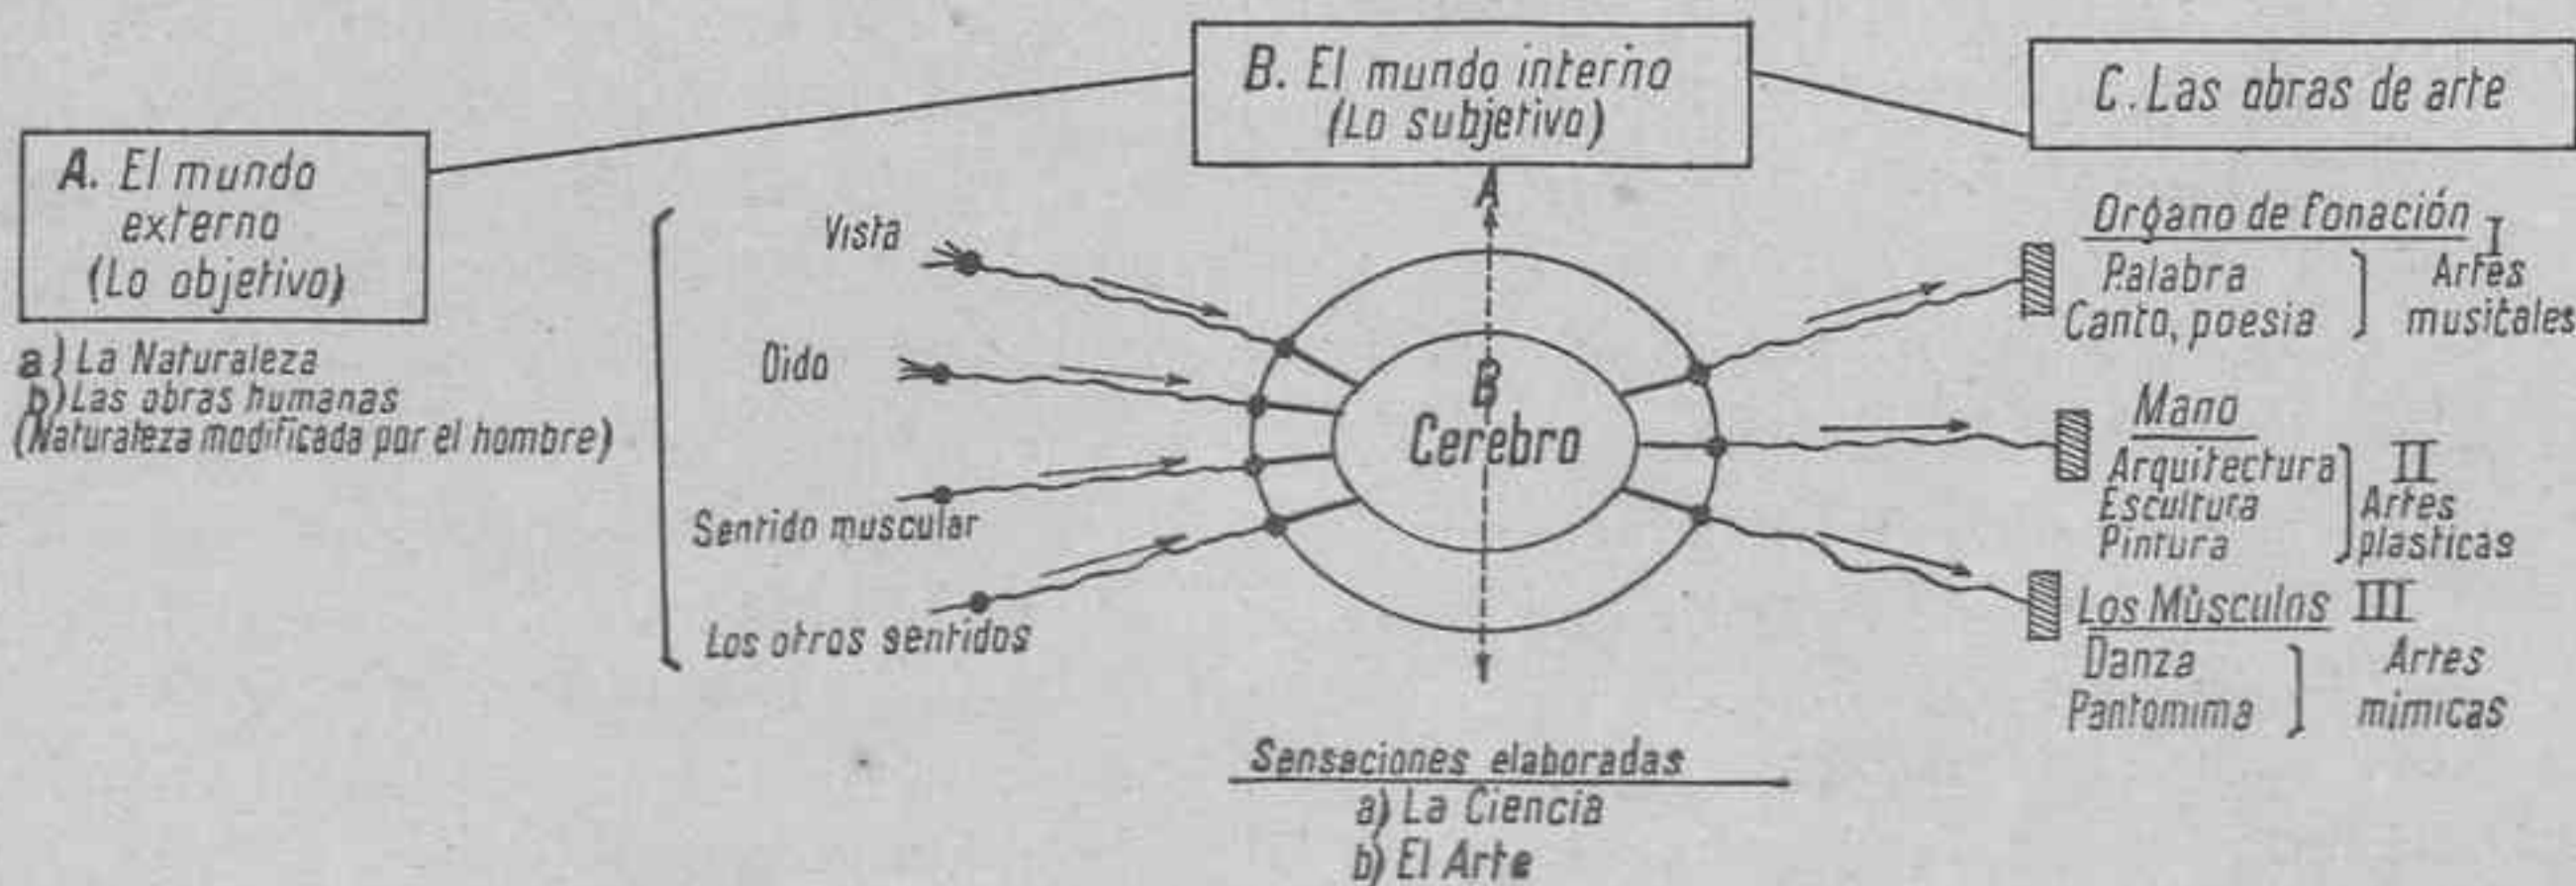 A. El mundo
externo
(Lo objetivo)
a) La Naturaleza
b) Las obras humanas
(Naturaleza modificada por el hombre)
B. El mundo interno
(Lo subjetivo)
Vista
Oido
Sentido muscular
Los otros sentidos
A
B
Cerebro
Sensaciones elaboradas
a) La Ciencia
b) El Arte
C. Las obras de arte
Organo de fonación I
Palabra
Canto, poesia
Artes
musicales
Mano
Arquitectura
Escultura
Pintura
II
Artes
plasticas
Los Mùsculos III
Danza
Pantomima
Artes
mimicas